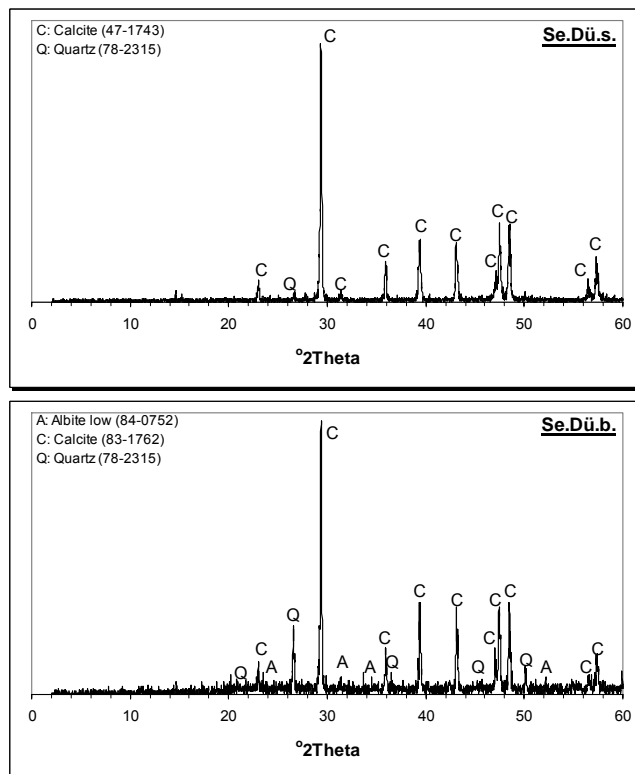 C: Calcite (47-1743)
Q: Quartz (78-2315)
Se.Dü.s.
C
C
Q
C
C
C
C
C
C
C
C
C
0 10 20 30 40 50 60
°2Theta
A: Albite low (84-0752)
C: Calcite (83-1762)
Q: Quartz (78-2315)
Se.Dü.b.
C
Q
C
Q
A
A
A
C
Q
C
C
C
C
C
Q
Q
A
C
C
0 10 20 30 40 50 60
°2Theta